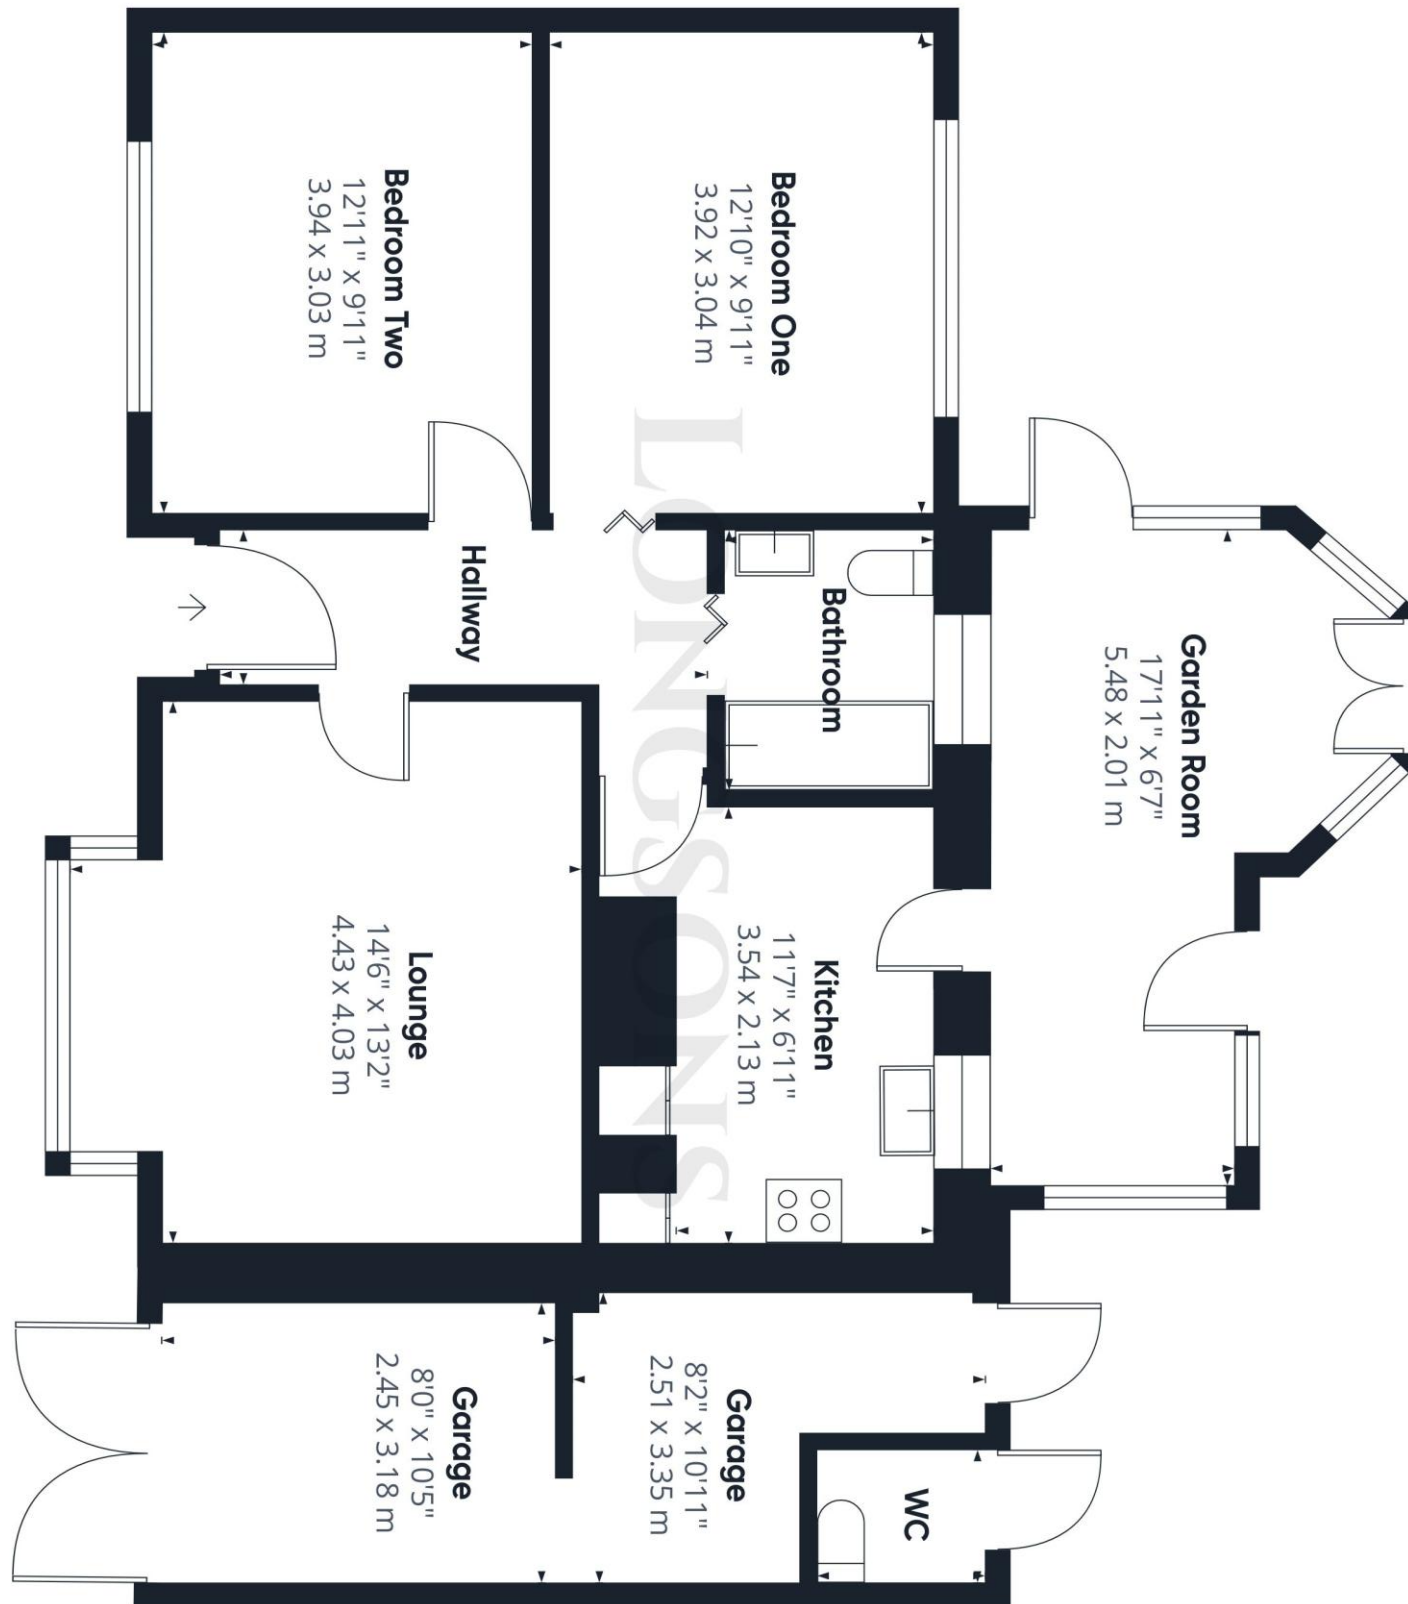 Garden Room
17'11" x 6'7"
5.48 x 2.01 m
Bedroom One
12'10" x 9'11"
3.92 x 3.04 m
Bathroom
Kitchen
11'7" x 6'11"
3.54 x 2.13 m
WC
Garage
8'2" x 10'11"
2.51 x 3.35 m
LONGSONS
Bedroom Two
12'11" x 9'11"
3.94 x 3.03 m
Hallway
Lounge
14'6" x 13'2"
4.43 x 4.03 m
Garage
8'0" x 10'5"
2.45 x 3.18 m